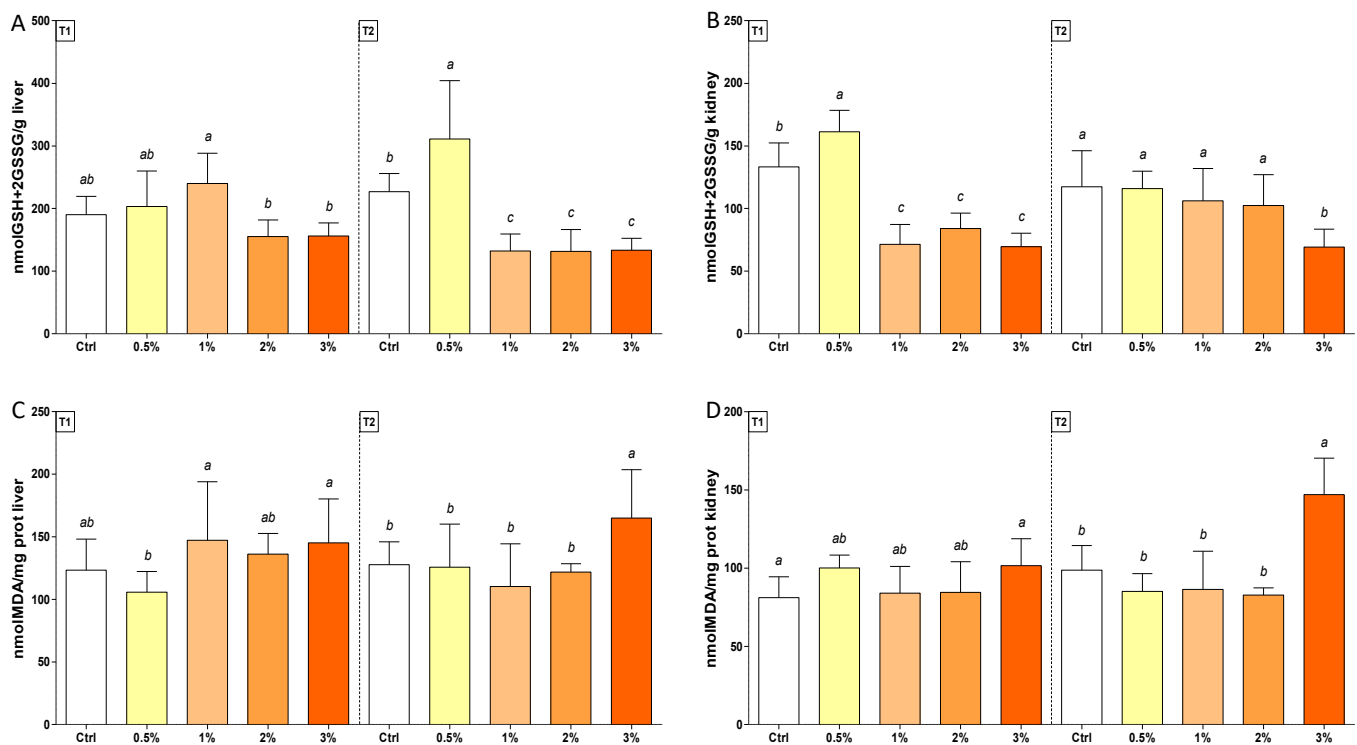 A
nmolGSH+2GSSG/g liver
500
400
300
200
100
0
T1
T2
ab
ab
a
b
b
b
a
c
c
c
Ctrl
0.5%
1%
2%
3%
Ctrl
0.5%
1%
2%
3%
B
nmolGSH+2GSSG/g kidney
250
200
150
100
50
0
T1
T2
b
a
c
c
c
a
a
a
a
b
Ctrl
0.5%
1%
2%
3%
Ctrl
0.5%
1%
2%
3%
C
nmolMDA/mg prot liver
250
200
150
100
50
0
T1
T2
ab
b
a
ab
a
b
b
b
b
a
Ctrl
0.5%
1%
2%
3%
Ctrl
0.5%
1%
2%
3%
D
nmolMDA/mg prot kidney
200
150
100
50
0
T1
T2
a
ab
ab
ab
a
b
b
b
b
a
Ctrl
0.5%
1%
2%
3%
Ctrl
0.5%
1%
2%
3%